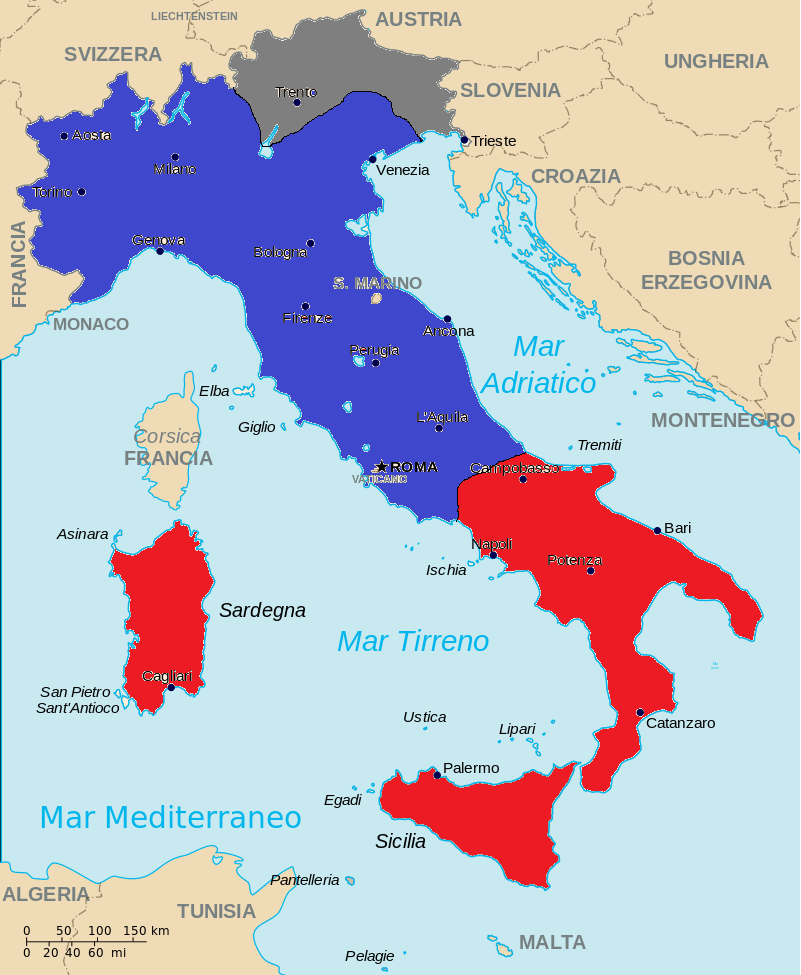 LIECHTENSTEIN
AUSTRIA
SVIZZERA
UNGHERIA
SLOVENIA
Trento
Aosta
Trieste
Milano
Venezia
CROAZIA
Torino
Genova
Bologna
BOSNIA
ERZEGOVINA
FRANCIA
S. MARINO
Firenze
MONACO
Ancona
Perugia
Mar
Adriatico
Elba
L'Aquila
MONTENEGRO
Giglio
Corsica
FRANCIA
Tremiti
ROMA
VATICANO
Campobasso
Asinara
Bari
Napoli
Potenza
Ischia
Sardegna
Mar Tirreno
Cagliari
San Pietro
Sant'Antioco
Ustica
Lipari
Catanzaro
Palermo
Egadi
Mar Mediterraneo
Sicilia
Pantelleria
ALGERIA
TUNISIA
0 50 100 150 km
0 20 40 60 mi
MALTA
Pelagie